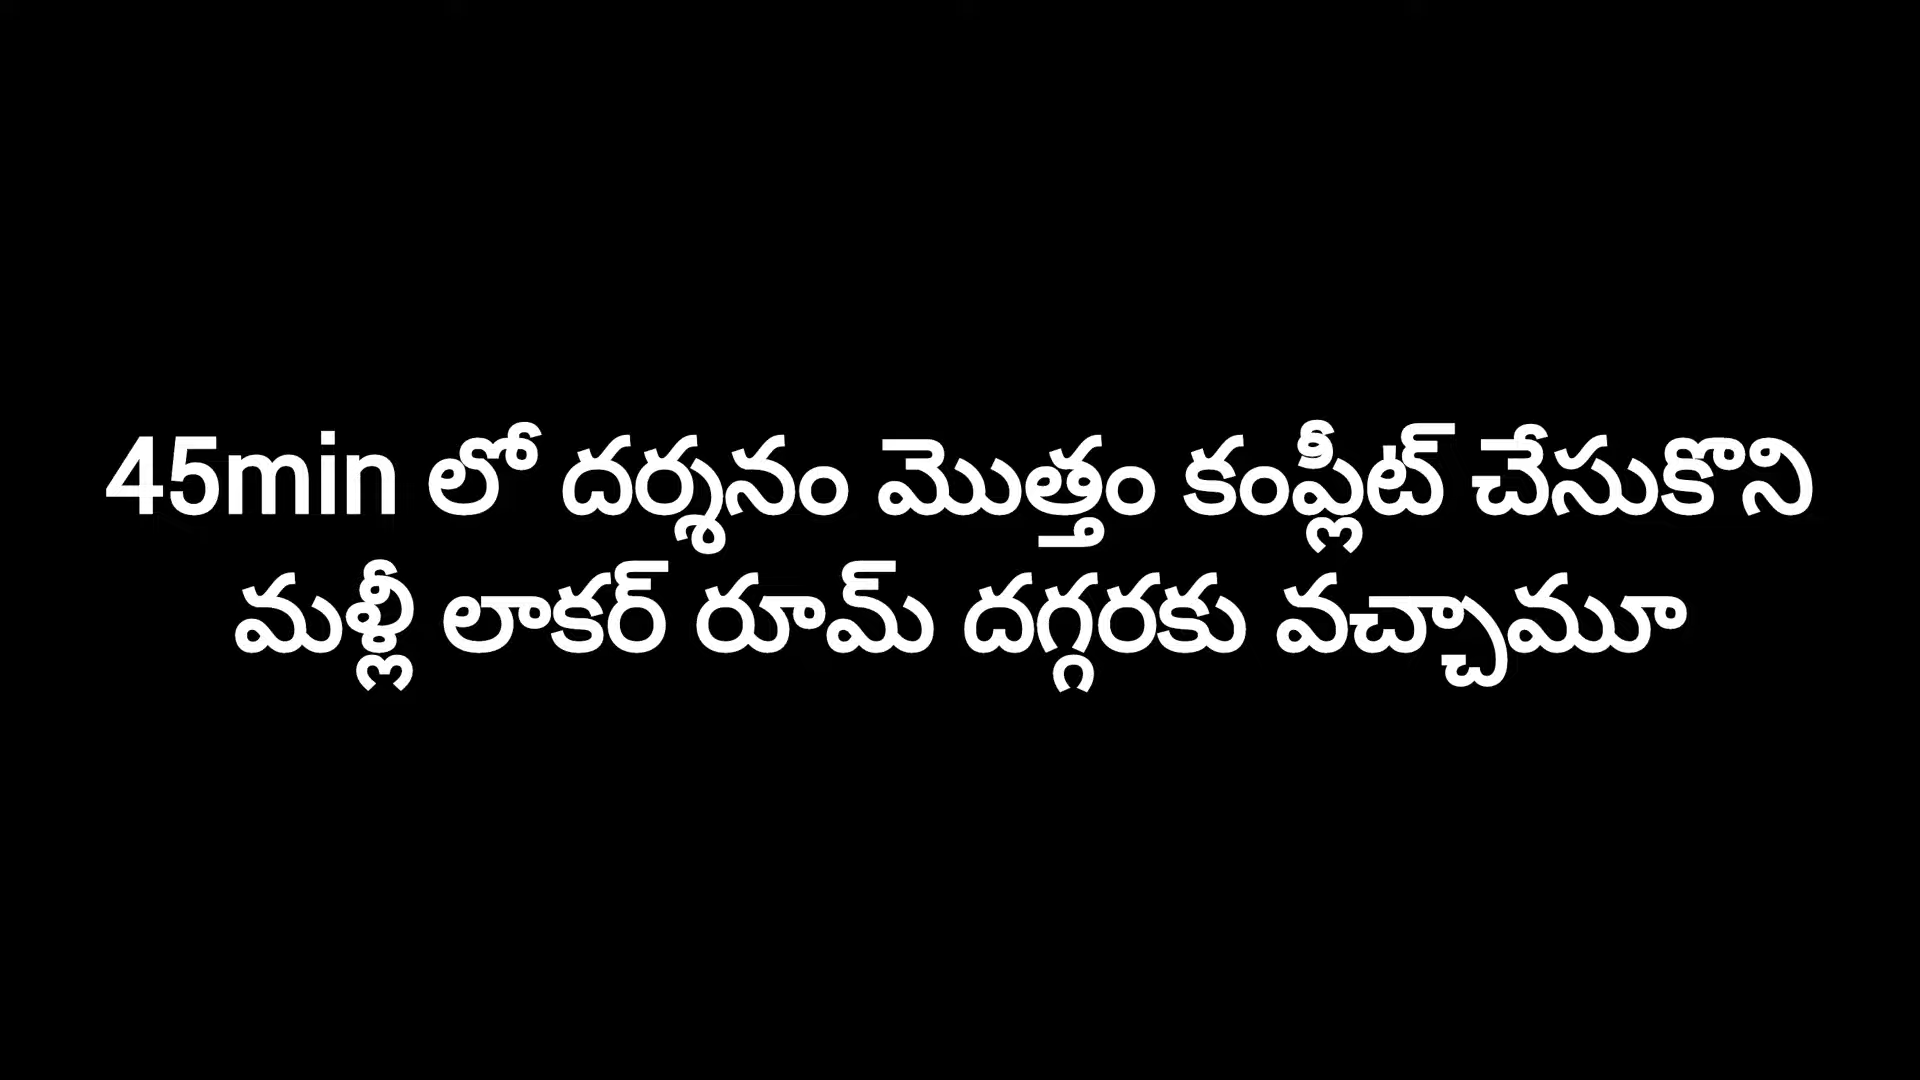 45min లో దర్శనం మొత్తం కంప్లీట్ చేసుకొని
మళ్లీ లాకర్ రూమ్ దగ్గరకు వచ్చామూ